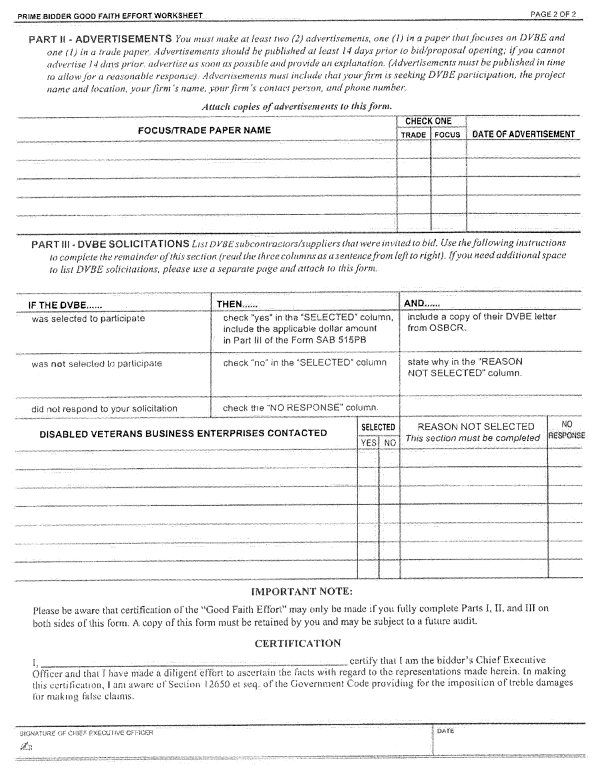 PRIME BIDDER GOOD FAITH EFFORT WORKSHEET PAGE 2 OF 2
PART II - ADVERTISEMENTS You must make at least two (2) advertisements, one (1) in a paper that focuses on DVBE and
one (1) in a trade paper. Advertisements should be published at least 14 days prior to bid/proposal opening; if you cannot
advertise 14 days prior, advertise as soon as possible and provide an explanation. (Advertisements must be published in time
to allow for a reasonable response). Advertisements must include that your firm is seeking DVBE participation, the project
name and location, your firm's name, your firm's contact person, and phone number.
Attach copies of advertisements to this form.
FOCUS/TRADE PAPER NAME
CHECK ONE
TRADE FOCUS
DATE OF ADVERTISEMENT
PART III - DVBE SOLICITATIONS List DVBE subcontractors/suppliers that were invited to bid. Use the following instructions
to complete the remainder of this section (read the three columns as a sentence from left to right). If you need additional space
to list DVBE solicitations, please use a separate page and attach to this form.
IF THE DVBE...... THEN...... AND......
was selected to participate
check "yes" in the "SELECTED" column,
include the applicable dollar amount
in Part III of the Form SAB 515PB
include a copy of their DVBE letter
from OSBCR.
was not selected to participate
check "no" in the "SELECTED" column
state why in the "REASON
NOT SELECTED" column.
did not respond to your solicitation
check the "NO RESPONSE" column.
DISABLED VETERANS BUSINESS ENTERPRISES CONTACTED
SELECTED
YES NO
REASON NOT SELECTED
This section must be completed
NO
RESPONSE
IMPORTANT NOTE:
Please be aware that certification of the "Good Faith Effort" may only be made if you fully complete Parts I, II, and III on
both sides of this form. A copy of this form must be retained by you and may be subject to a future audit.
CERTIFICATION
I, certify that I am the bidder's Chief Executive
Officer and that I have made a diligent effort to ascertain the facts with regard to the representations made herein. In making
this certification, I am aware of Section 12650 et seq. of the Government Code providing for the imposition of treble damages
for making false claims.
SIGNATURE OF CHIEF EXECUTIVE OFFICER
DATE